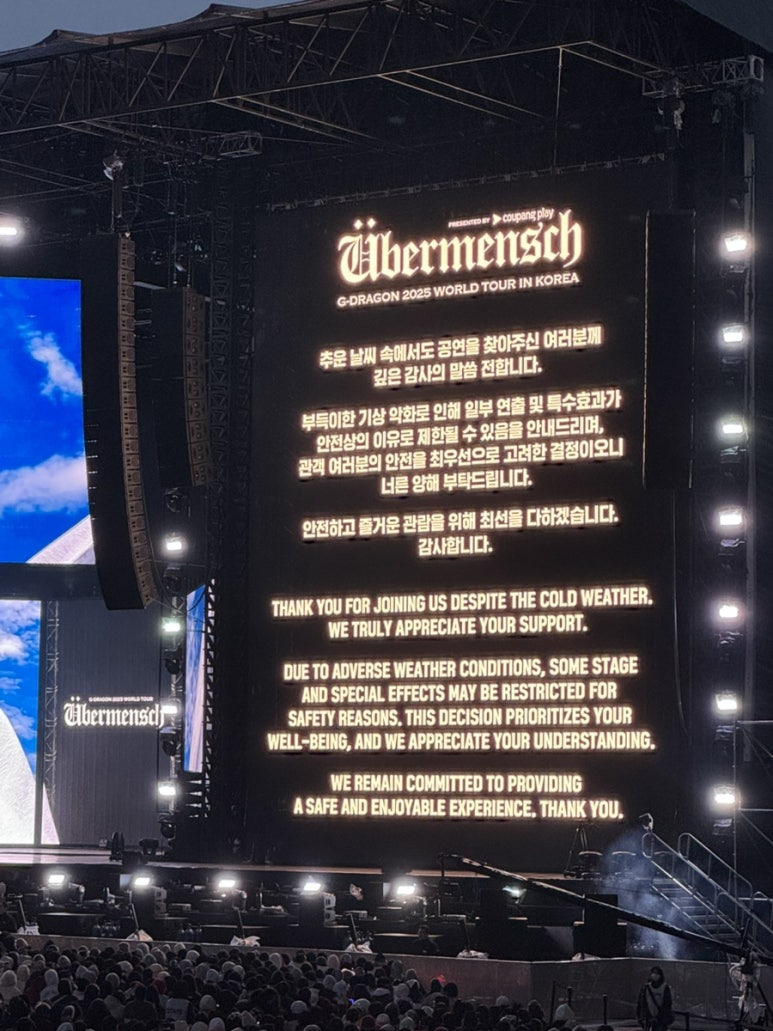 PRESENTED BY coupang play
Übermensch
G-DRAGON 2025 WORLD TOUR IN KOREA
추운 날씨 속에서도 공연을 찾아주신 여러분께
깊은 감사의 말씀 전합니다.
부득이한 기상 악화로 인해 일부 연출 및 특수효과가
안전상의 이유로 제한될 수 있음을 안내드리며,
관객 여러분의 안전을 최우선으로 고려한 결정이오니
너른 양해 부탁드립니다.
안전하고 즐거운 관람을 위해 최선을 다하겠습니다.
감사합니다.
THANK YOU FOR JOINING US DESPITE THE COLD WEATHER.
WE TRULY APPRECIATE YOUR SUPPORT.
DUE TO ADVERSE WEATHER CONDITIONS, SOME STAGE
AND SPECIAL EFFECTS MAY BE RESTRICTED FOR
SAFETY REASONS. THIS DECISION PRIORITIZES YOUR
WELL-BEING, AND WE APPRECIATE YOUR UNDERSTANDING.
WE REMAIN COMMITTED TO PROVIDING
A SAFE AND ENJOYABLE EXPERIENCE. THANK YOU.
G-DRAGON 2025 WORLD TOUR
Übermensch